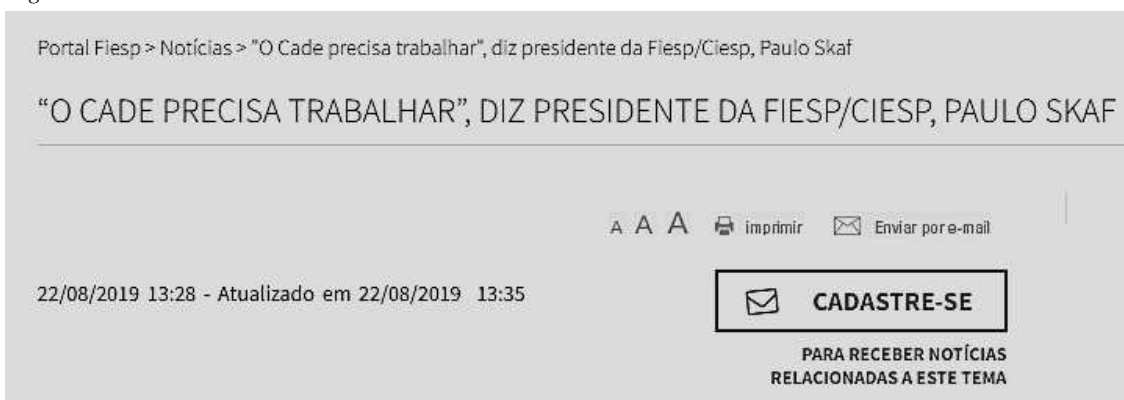 Portal Fiesp > Notícias > "O Cade precisa trabalhar", diz presidente da Fiesp/Ciesp, Paulo Skaf
“O CADE PRECISA TRABALHAR”, DIZ PRESIDENTE DA FIESP/CIESP, PAULO SKAF
A A A imprimir Enviar por e-mail
22/08/2019 13:28 - Atualizado em 22/08/2019 13:35
CADASTRE-SE
PARA RECEBER NOTÍCIAS
RELACIONADAS A ESTE TEMA